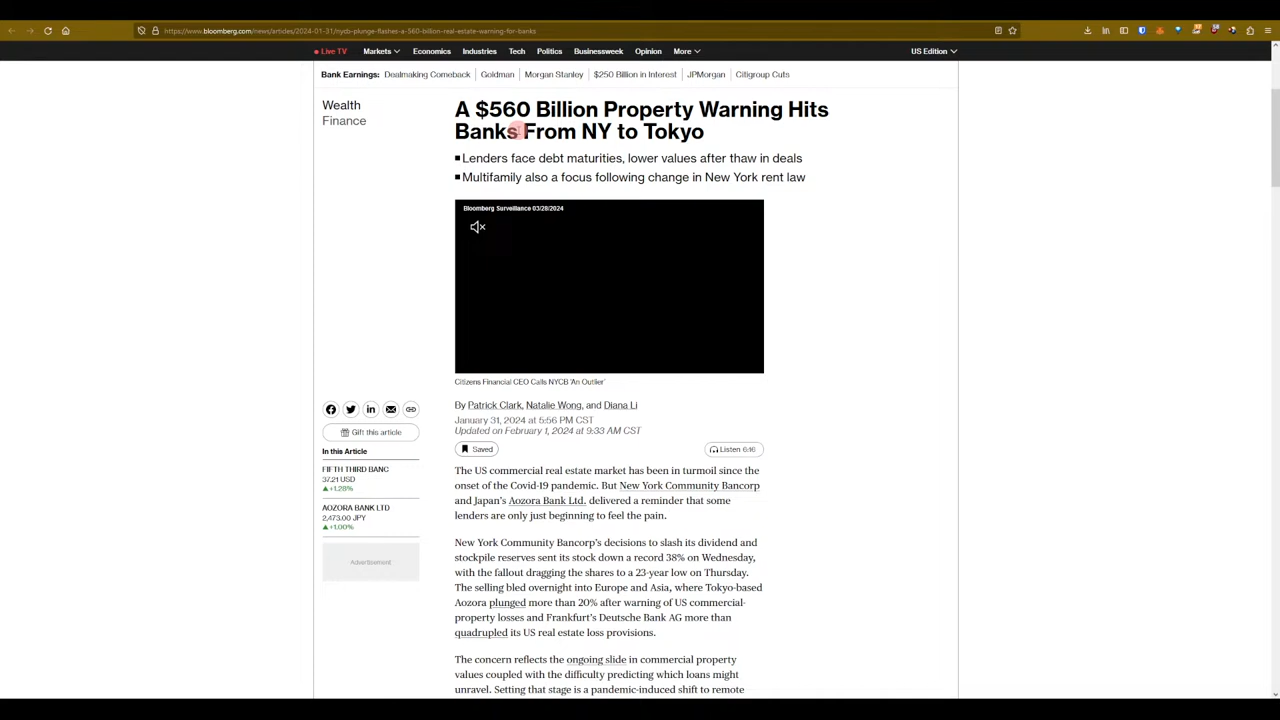 https://www.bloomberg.com/news/articles/2024-01-31/nycb-plunge-flashes-a-560-billion-real-estate-warning-for-banks
Live TV Markets Economics Industries Tech Politics Businessweek Opinion More US Edition
Bank Earnings: Dealmaking Comeback Goldman Morgan Stanley $250 Billion in Interest JPMorgan Citigroup Cuts
Wealth
Finance
A $560 Billion Property Warning Hits
Banks From NY to Tokyo
Lenders face debt maturities, lower values after thaw in deals
Multifamily also a focus following change in New York rent law
Bloomberg Surveillance 03/28/2024
Citizens Financial CEO Calls NYCB 'An Outlier'
By Patrick Clark, Natalie Wong, and Diana Li
January 31, 2024 at 5:56 PM CST
Updated on February 1, 2024 at 9:33 AM CST
Saved
Listen 6:16
Gift this article
In this Article
FIFTH THIRD BANC
37.21 USD
▲+1.28%
AOZORA BANK LTD
2,473.00 JPY
▲+1.00%
Advertisement
The US commercial real estate market has been in turmoil since the
onset of the Covid-19 pandemic. But New York Community Bancorp
and Japan's Aozora Bank Ltd. delivered a reminder that some
lenders are only just beginning to feel the pain.
New York Community Bancorp's decisions to slash its dividend and
stockpile reserves sent its stock down a record 38% on Wednesday,
with the fallout dragging the shares to a 23-year low on Thursday.
The selling bled overnight into Europe and Asia, where Tokyo-based
Aozora plunged more than 20% after warning of US commercial-
property losses and Frankfurt's Deutsche Bank AG more than
quadrupled its US real estate loss provisions.
The concern reflects the ongoing slide in commercial property
values coupled with the difficulty predicting which loans might
unravel. Setting that stage is a pandemic-induced shift to remote